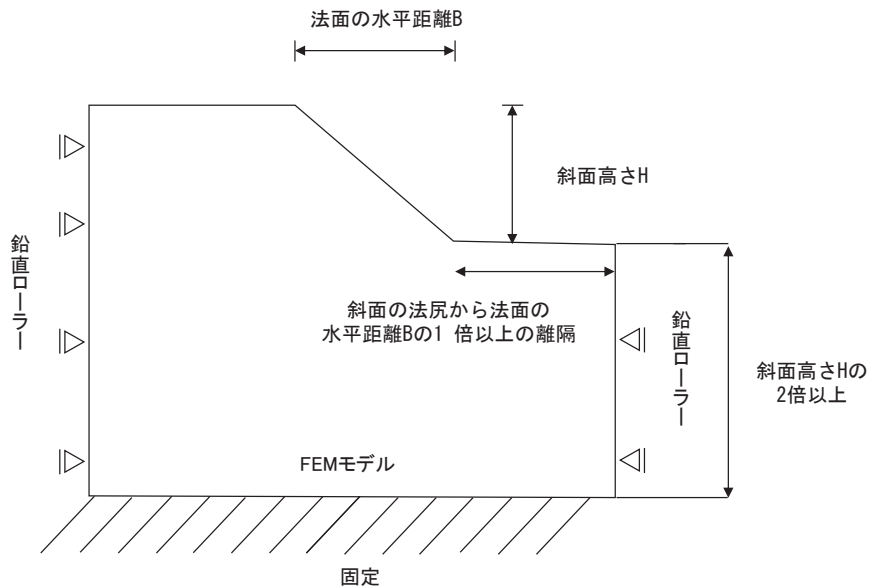 法面の水平距離B
斜面高さH
鉛直ローラー
斜面の法尻から法面の
水平距離Bの1 倍以上の離隔
鉛直ローラー
斜面高さHの
2倍以上
FEMモデル
固定